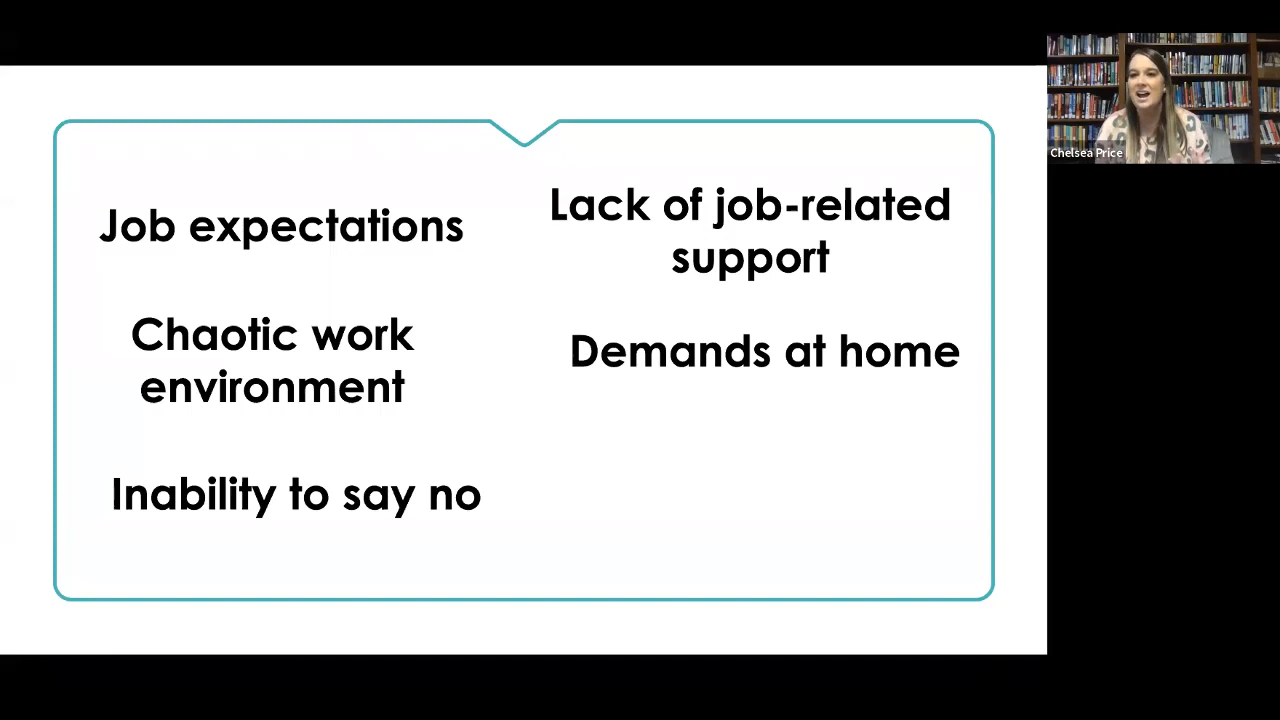 Job expectations
Chaotic work
environment
Inability to say no
Lack of job-related
support
Demands at home
Chelsea Price